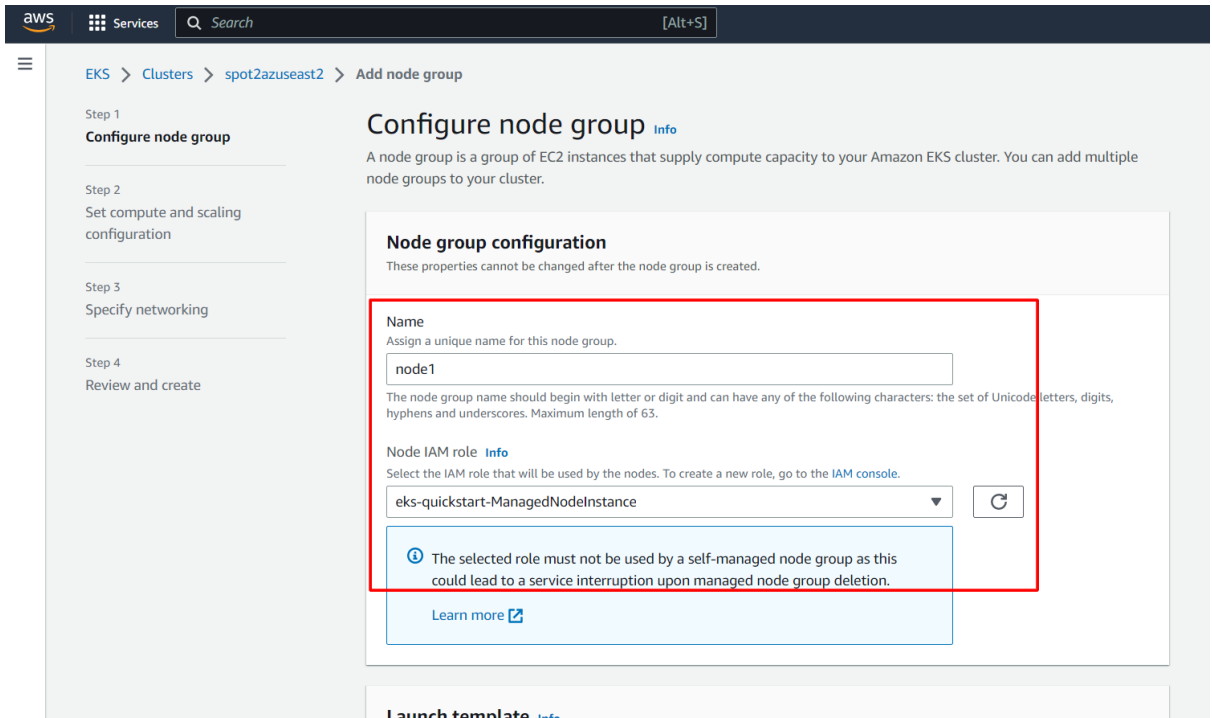 aws
Services
Search
[Alt+S]
EKS > Clusters > spot2azuseast2 > Add node group
Step 1
Configure node group
Step 2
Set compute and scaling
configuration
Step 3
Specify networking
Step 4
Review and create
Configure node group Info
A node group is a group of EC2 instances that supply compute capacity to your Amazon EKS cluster. You can add multiple
node groups to your cluster.
Node group configuration
These properties cannot be changed after the node group is created.
Name
Assign a unique name for this node group.
node1
The node group name should begin with letter or digit and can have any of the following characters: the set of Unicode letters, digits,
hyphens and underscores. Maximum length of 63.
Node IAM role Info
Select the IAM role that will be used by the nodes. To create a new role, go to the IAM console.
eks-quickstart-ManagedNodeInstance
The selected role must not be used by a self-managed node group as this
could lead to a service interruption upon managed node group deletion.
Learn more
Launch template Info